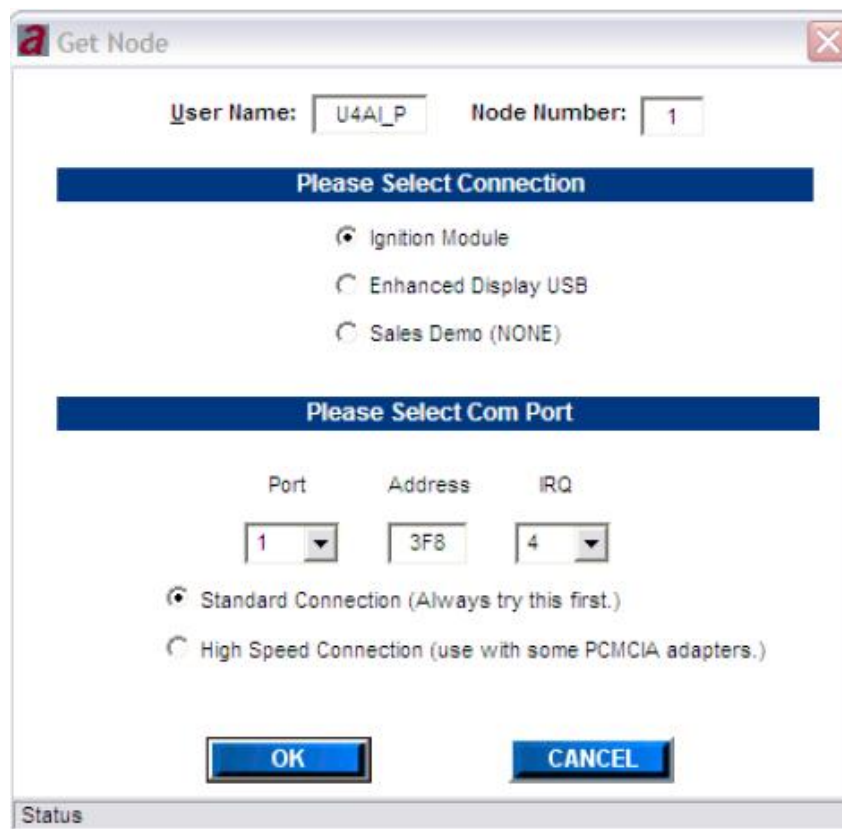 a Get Node
User Name: U4AI_P Node Number: 1
Please Select Connection
Ignition Module
Enhanced Display USB
Sales Demo (NONE)
Please Select Com Port
Port Address IRQ
1 3F8 4
Standard Connection (Always try this first.)
High Speed Connection (use with some PCMCIA adapters.)
OK CANCEL
Status